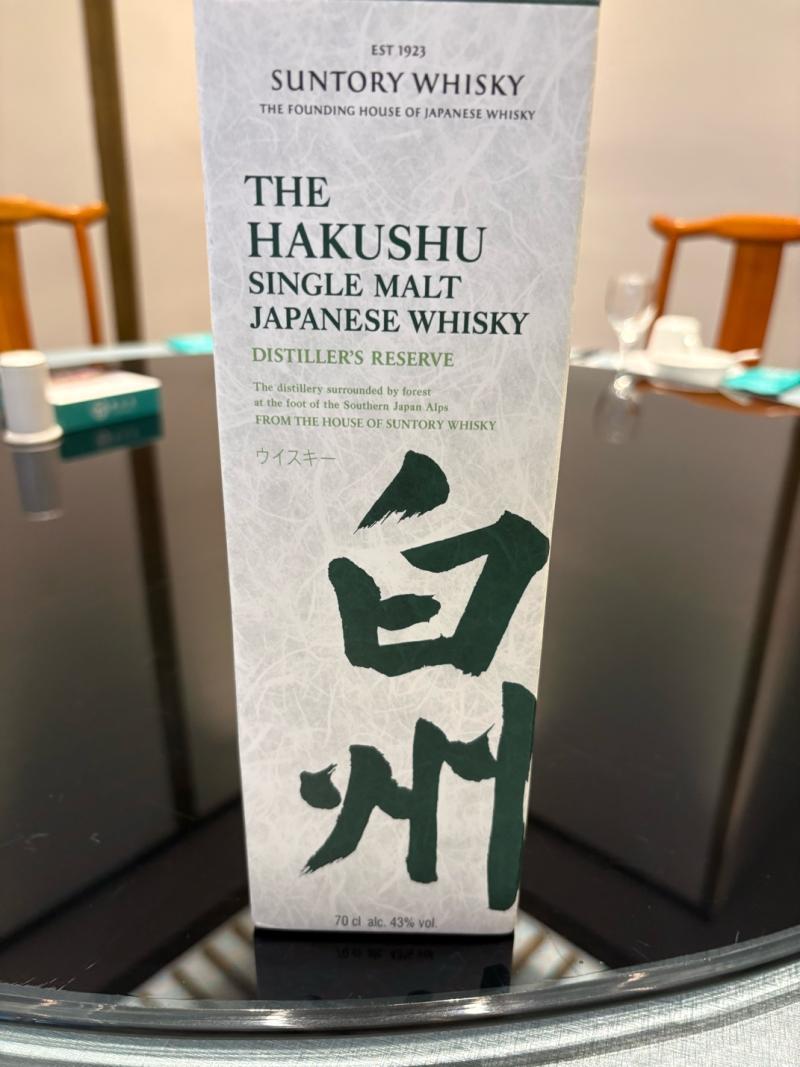 EST 1923
SUNTORY WHISKY
THE FOUNDING HOUSE OF JAPANESE WHISKY
THE
HAKUSHU
SINGLE MALT
JAPANESE WHISKY
DISTILLER'S RESERVE
The distillery surrounded by forest
at the foot of the Southern Japan Alps
FROM THE HOUSE OF SUNTORY WHISKY
ウイスキー
白
州
70 cl alc. 43% vol.